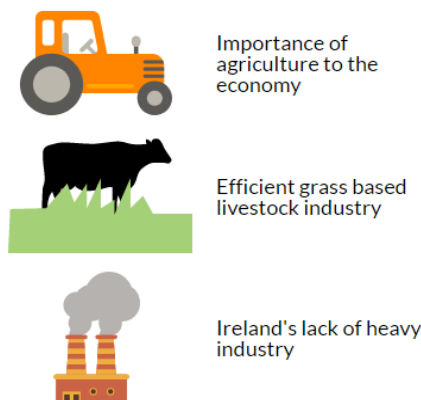 Importance of
agriculture to the
economy
Efficient grass based
livestock industry
Ireland's lack of heavy
industry